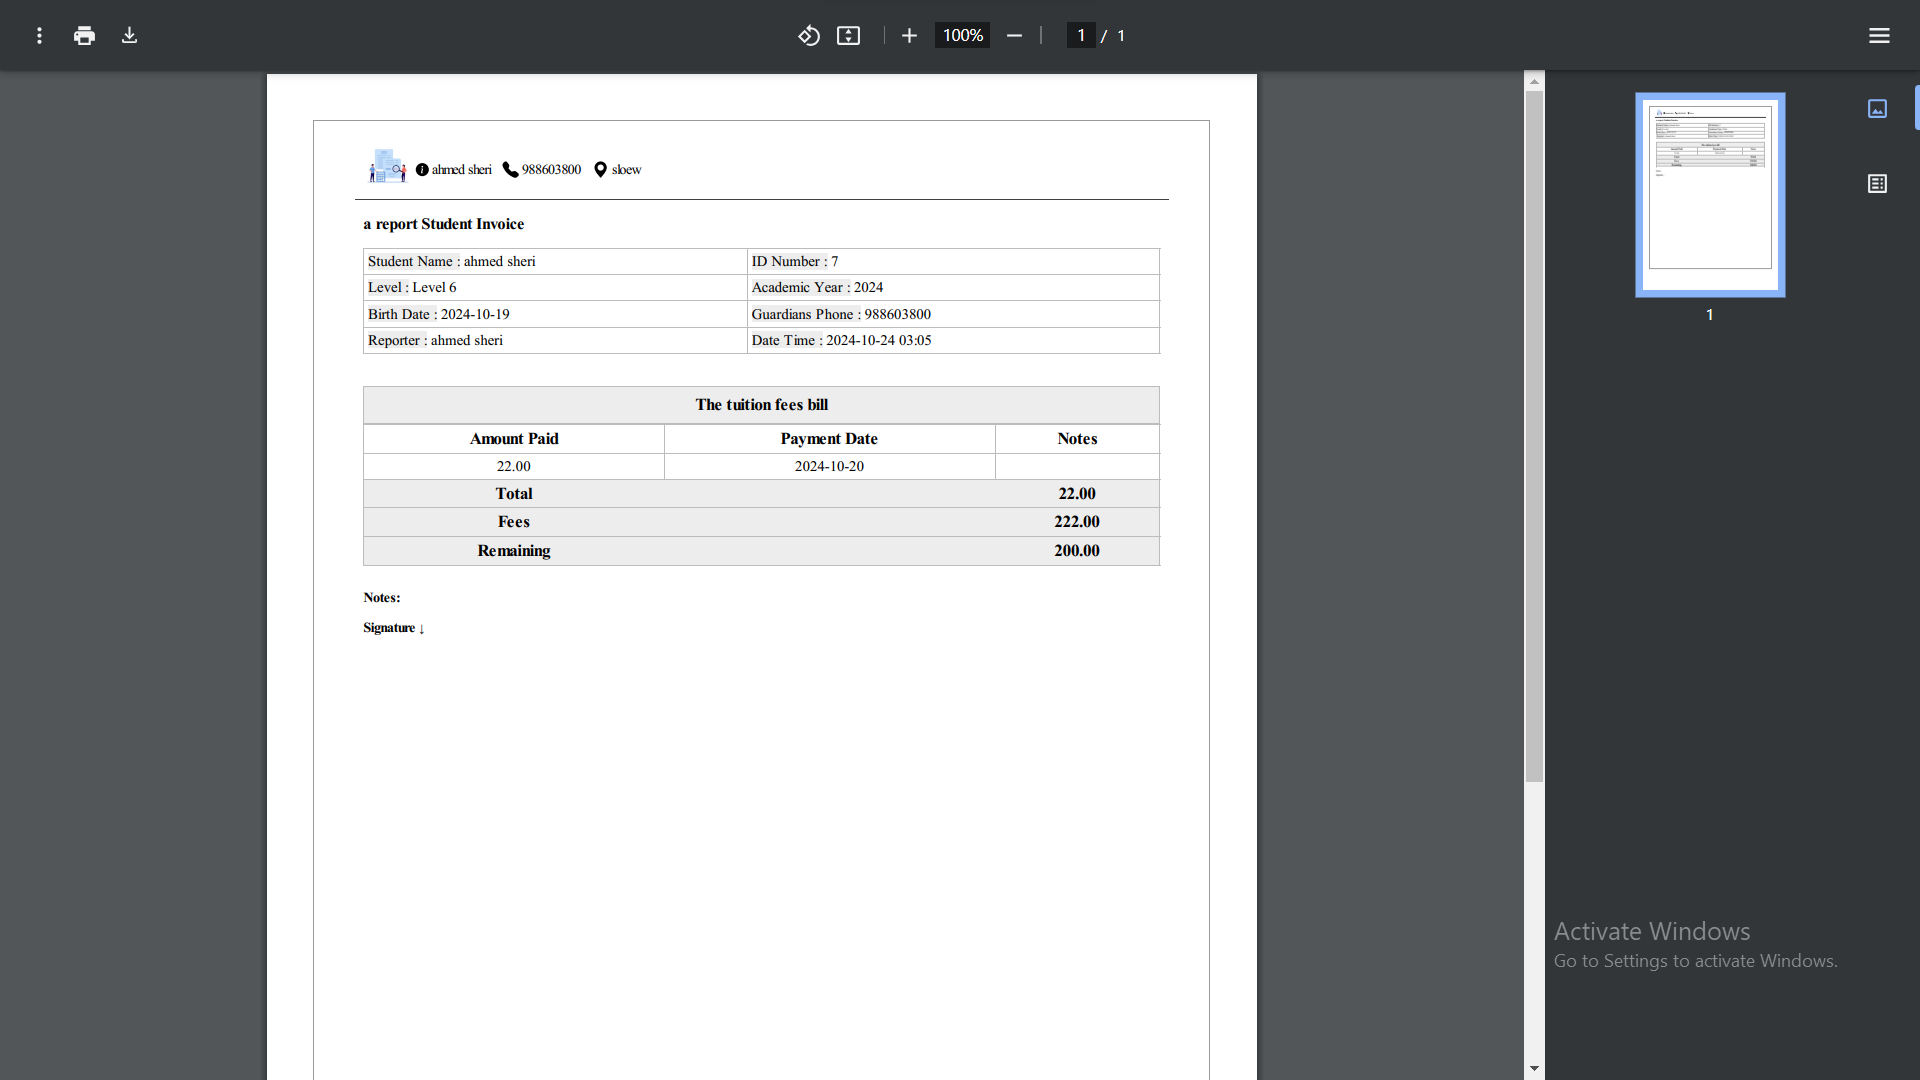 100%
1 / 1
ahmed sheri 988603800 sloew
a report Student Invoice
Student Name : ahmed sheri ID Number : 7
Level : Level 6 Academic Year : 2024
Birth Date : 2024-10-19 Guardians Phone : 988603800
Reporter : ahmed sheri Date Time : 2024-10-24 03:05
The tuition fees bill
Amount Paid Payment Date Notes
22.00 2024-10-20
Total 22.00
Fees 222.00
Remaining 200.00
Notes:
Signature ↓
1
Activate Windows
Go to Settings to activate Windows.